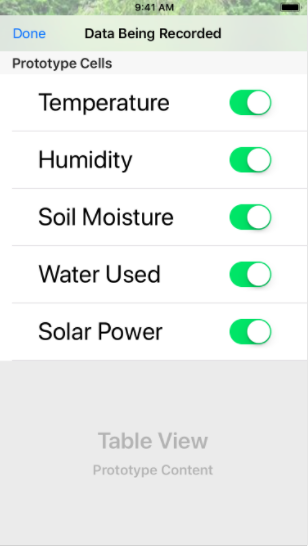 9:41 AM
Done
Data Being Recorded
Prototype Cells
Temperature
Humidity
Soil Moisture
Water Used
Solar Power
Table View
Prototype Content